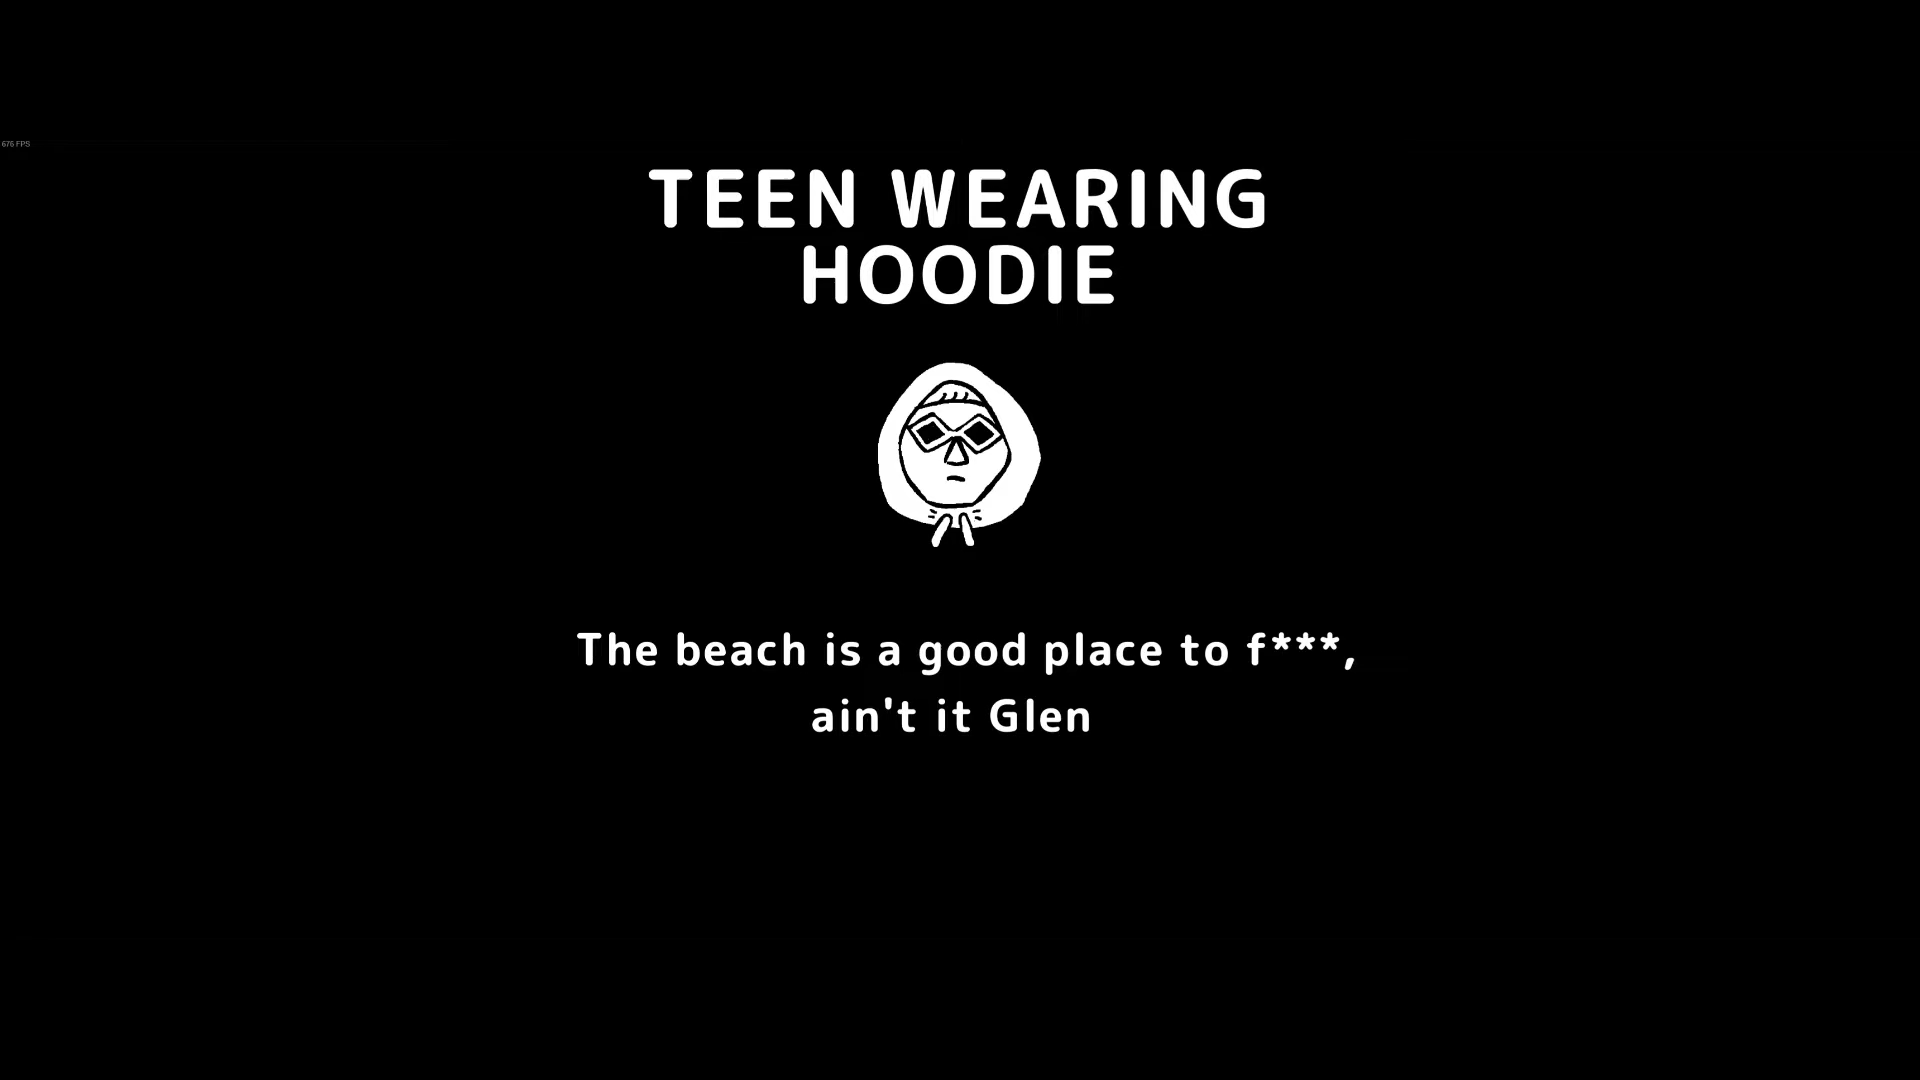 676 FPS
TEEN WEARING
HOODIE
The beach is a good place to f***,
ain't it Glen